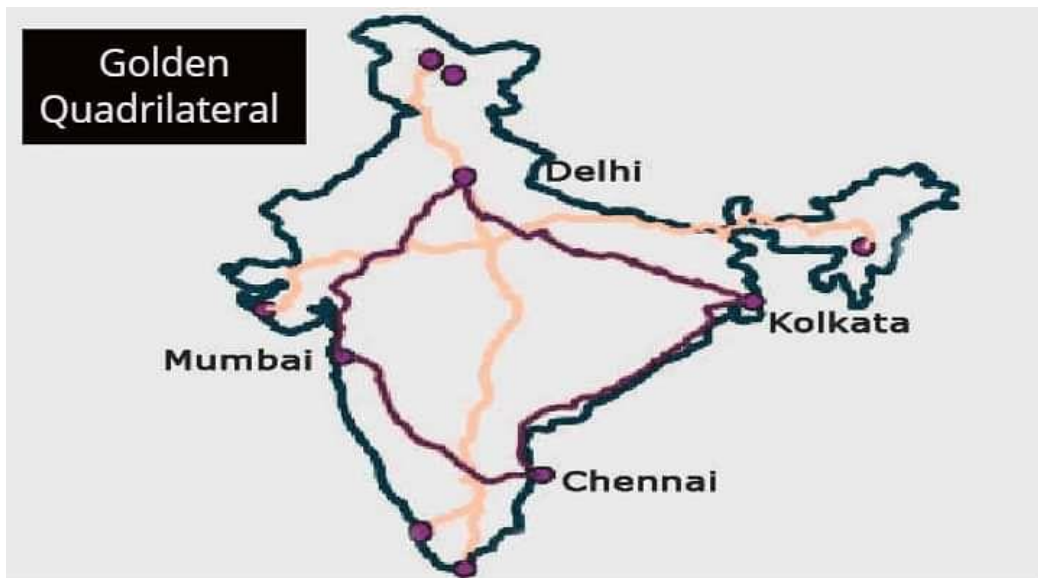 Golden
Quadrilateral
Delhi
Kolkata
Mumbai
Chennai